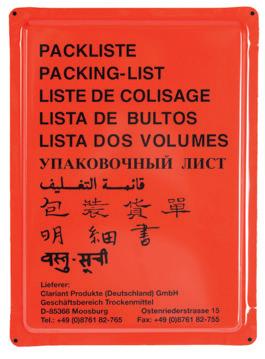 PACKLISTE
PACKING-LIST
LISTE DE COLISAGE
LISTA DE BULTOS
LISTA DOS VOLUMES
УПАКОВОЧНЫЙ ЛИСТ
قائمة التغليف
包裝貨單
明細書
वस्तु-सूची
Lieferer:
Clariant Produkte (Deutschland) GmbH
Geschäftsbereich Trockenmittel
D-85368 Moosburg Ostenriederstrasse 15
Tel.: +49 (0)8761 82-765 Fax: +49 (0)8761 82-755